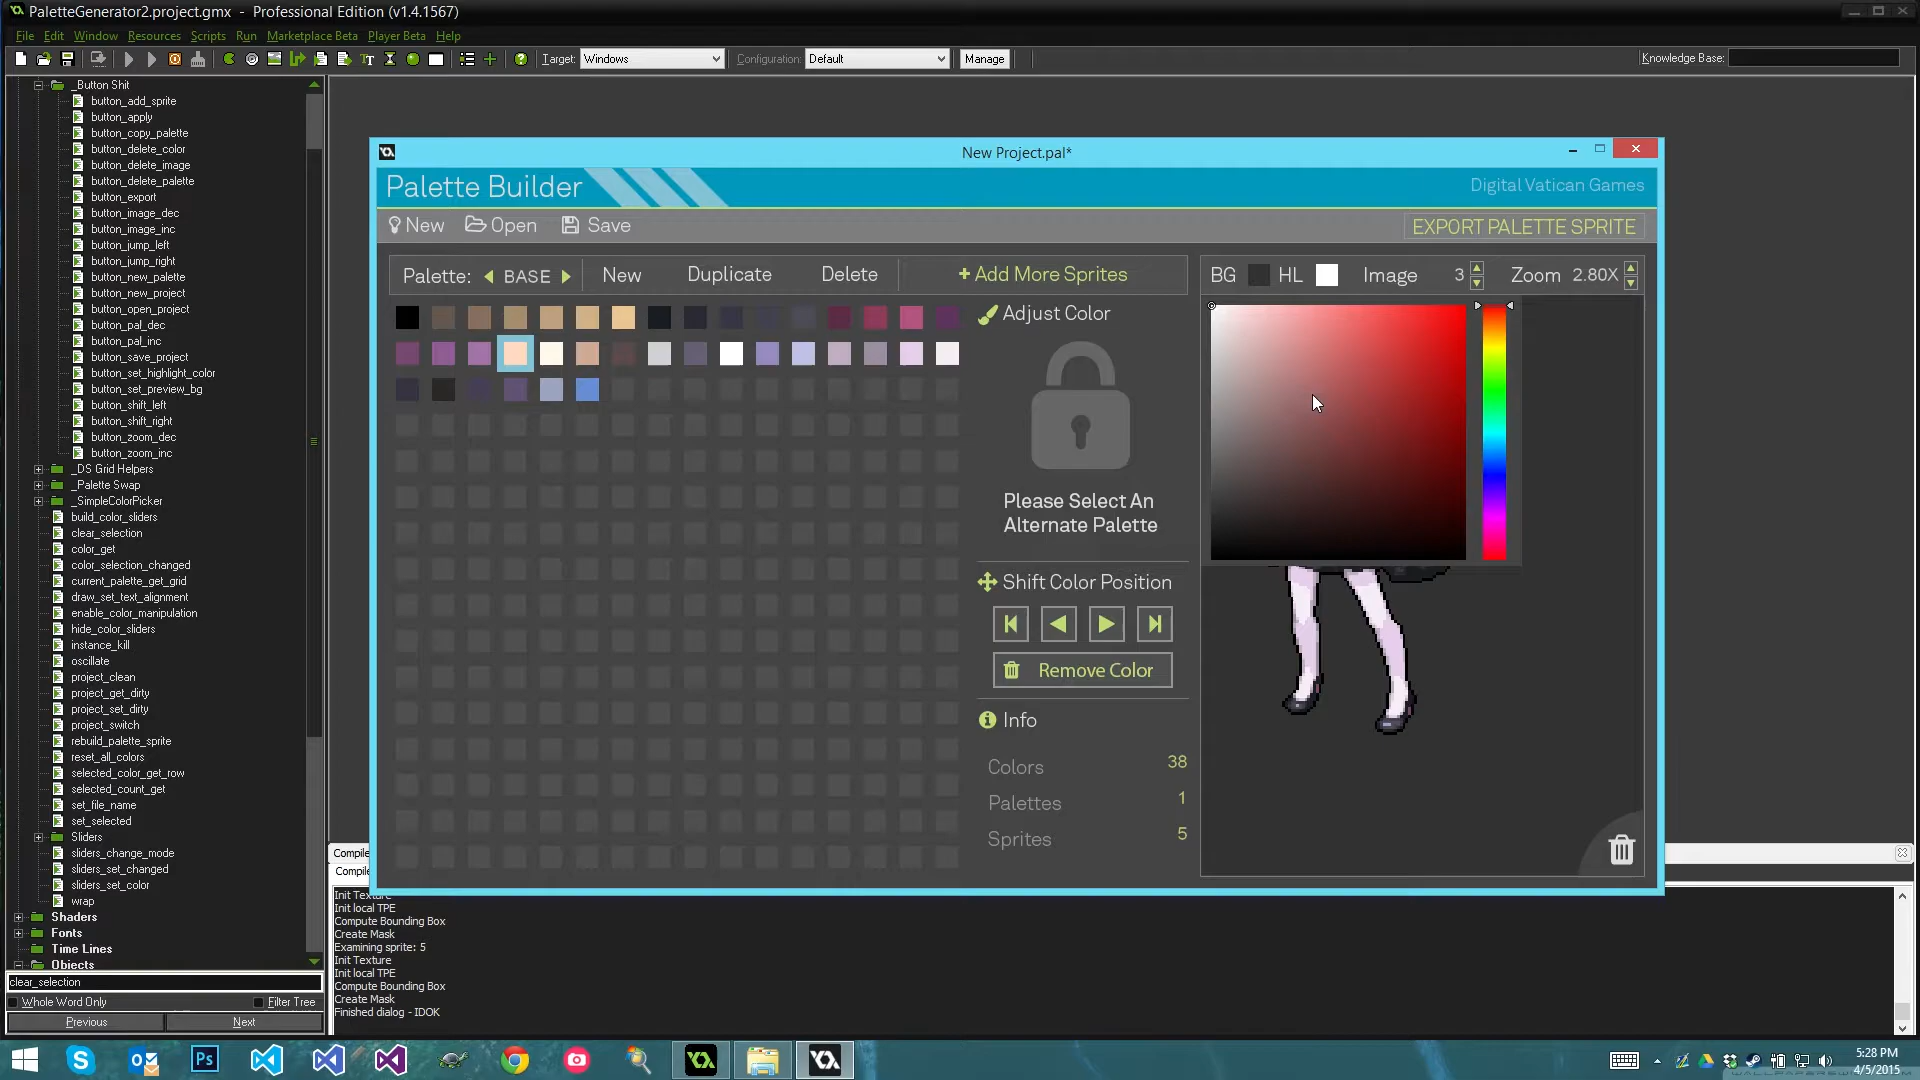 PaletteGenerator2.project.gmx - Professional Edition (v1.4.1567)
File Edit Window Resources Scripts Run Marketplace Beta Player Beta Help
Target: Windows Configuration: Default Manage Knowledge Base:
_Button Shit
button_add_sprite
button_apply
button_copy_palette
button_delete_color
button_delete_image
button_delete_palette
button_export
button_image_dec
button_image_inc
button_jump_left
button_jump_right
button_new_palette
button_new_project
button_open_project
button_pal_dec
button_pal_inc
button_save_project
button_set_highlight_color
button_set_preview_bg
button_shift_left
button_shift_right
button_zoom_dec
button_zoom_inc
_DS Grid Helpers
_Palette Swap
_SimpleColorPicker
build_color_sliders
clear_selection
color_get
color_selection_changed
current_palette_get_grid
draw_set_text_alignment
enable_color_manipulation
hide_color_sliders
instance_kill
oscillate
project_clean
project_get_dirty
project_set_dirty
project_switch
rebuild_palette_sprite
reset_all_colors
selected_color_get_row
selected_count_get
set_file_name
set_selected
Sliders
sliders_change_mode
sliders_set_changed
sliders_set_color
wrap
Shaders
Fonts
Time Lines
Objects
clear_selection
Whole Word Only Filter Tree
Previous Next
New Project.pal*
Palette Builder Digital Vatican Games
New Open Save EXPORT PALETTE SPRITE
Palette: BASE New Duplicate Delete + Add More Sprites
BG HL Image 3 Zoom 2.80X
Adjust Color
Please Select An
Alternate Palette
Shift Color Position
Remove Color
Info
Colors 38
Palettes 1
Sprites 5
Compile
Compile
Init Texture
Init local TPE
Compute Bounding Box
Create Mask
Examining sprite: 5
Init Texture
Init local TPE
Compute Bounding Box
Create Mask
Finished dialog - IDOK
Ps
5:28 PM
4/5/2015